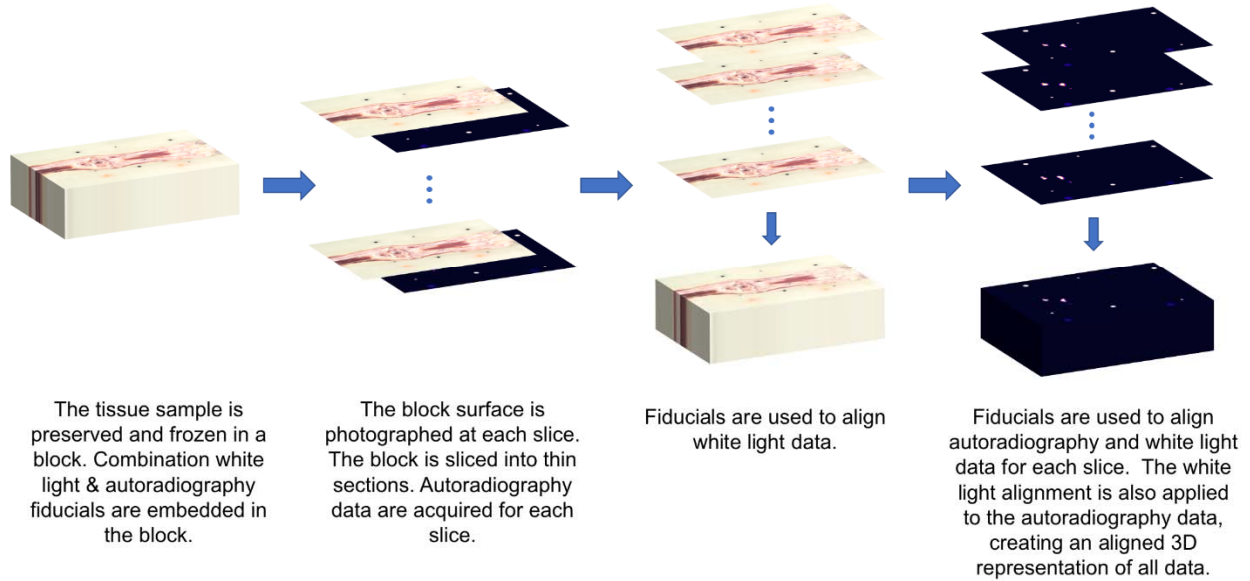 The tissue sample is
preserved and frozen in a
block. Combination white
light & autoradiography
fiducials are embedded in
the block.
The block surface is
photographed at each slice.
The block is sliced into thin
sections. Autoradiography
data are acquired for each
slice.
Fiducials are used to align
white light data.
Fiducials are used to align
autoradiography and white light
data for each slice.  The white
light alignment is also applied
to the autoradiography data,
creating an aligned 3D
representation of all data.